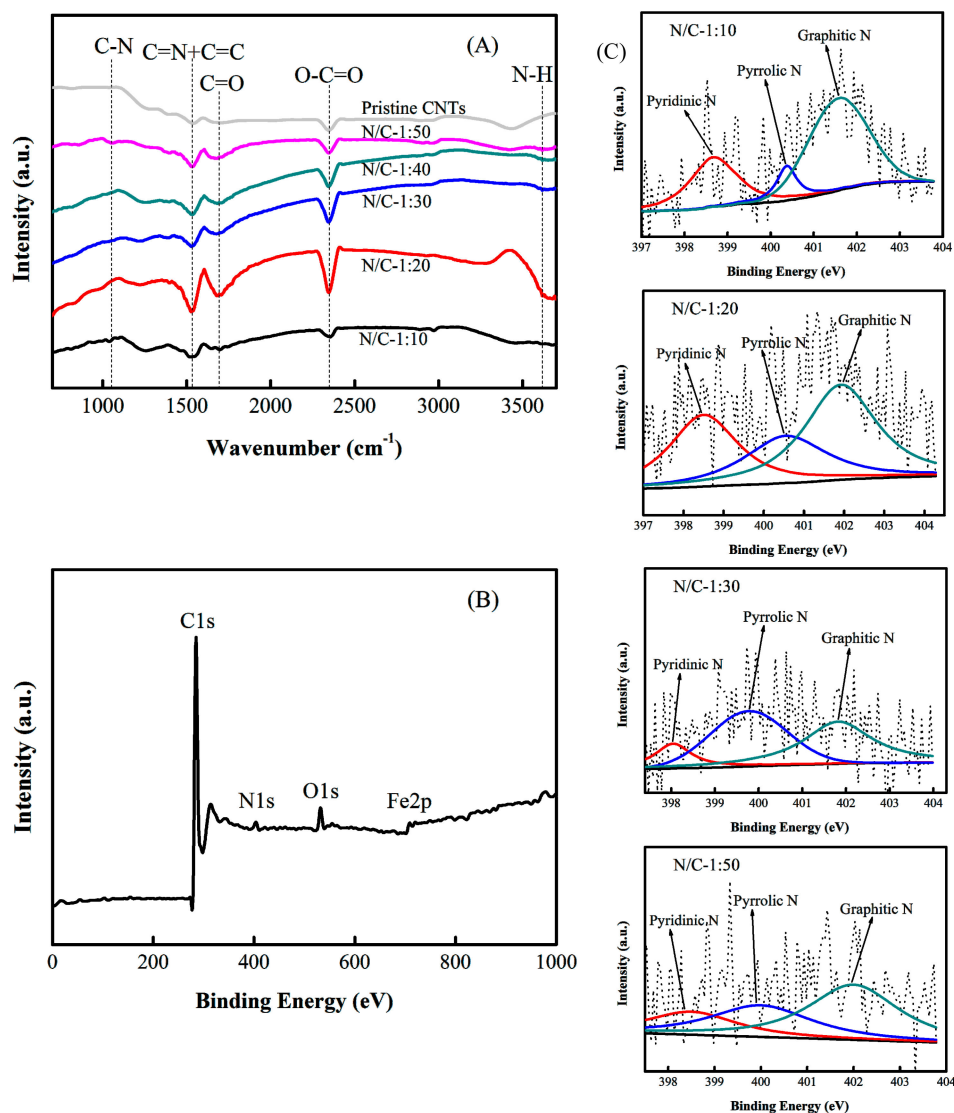 (A)
C-N
C=N+C=C
C=O
O-C=O
N-H
Pristine CNTs
N/C-1:50
N/C-1:40
N/C-1:30
N/C-1:20
N/C-1:10
Intensity (a.u.)
1000 1500 2000 2500 3000 3500
Wavenumber (cm⁻¹)
(B)
C1s
N1s
O1s
Fe2p
Intensity (a.u.)
0 200 400 600 800 1000
Binding Energy (eV)
(C)
N/C-1:10
Graphitic N
Pyrrolic N
Pyridinic N
Intensity (a.u.)
397 398 399 400 401 402 403 404
Binding Energy (eV)
N/C-1:20
Graphitic N
Pyrrolic N
Pyridinic N
Intensity (a.u.)
397 398 399 400 401 402 403 404
Binding Energy (eV)
N/C-1:30
Pyrrolic N
Graphitic N
Pyridinic N
Intensity (a.u.)
398 399 400 401 402 403 404
Binding Energy (eV)
N/C-1:50
Pyrrolic N
Graphitic N
Pyridinic N
Intensity (a.u.)
398 399 400 401 402 403 404
Binding Energy (eV)